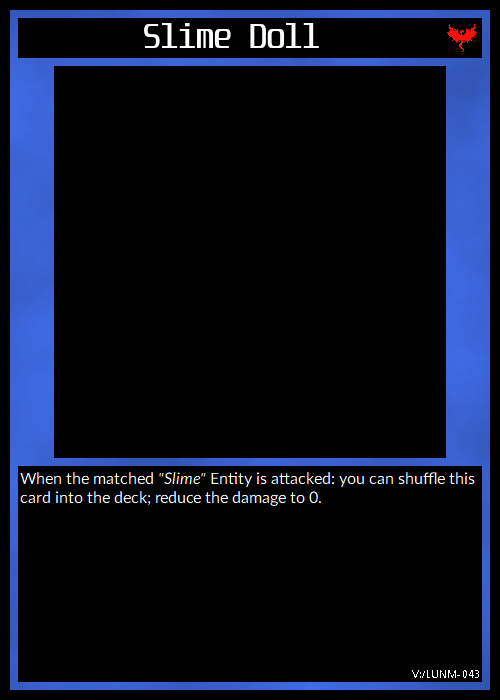 Slime Doll
When the matched "Slime" Entity is attacked: you can shuffle this
card into the deck; reduce the damage to 0.
V:/LUNM-043